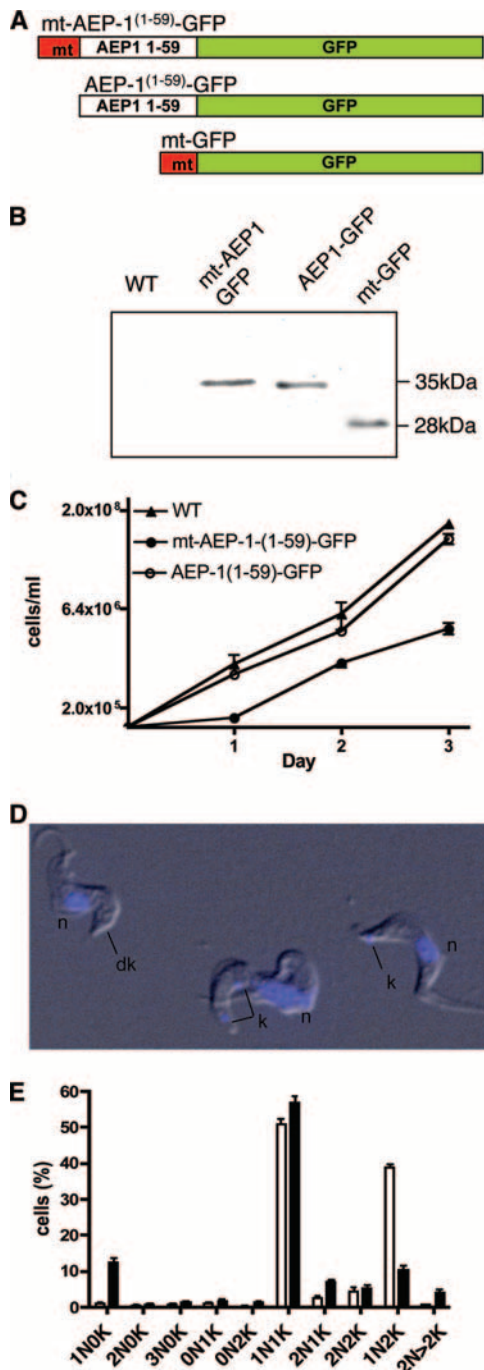 A
mt-AEP-1(1-59)-GFP
mt AEP1 1-59 GFP
AEP-1(1-59)-GFP
AEP1 1-59 GFP
mt-GFP
mt GFP
B
WT
mt-AEP1
GFP
AEP1-GFP
mt-GFP
35kDa
28kDa
C
2.0x10⁸
6.4x10⁶
2.0x10⁵
cells/ml
WT
mt-AEP-1-(1-59)-GFP
AEP-1(1-59)-GFP
1 2 3
Day
D
n
dk
k
n
k
n
E
60
50
40
30
20
10
0
cells (%)
1N0K 2N0K 3N0K 0N1K 0N2K 1N1K 2N1K 2N2K 1N2K 2N>2K